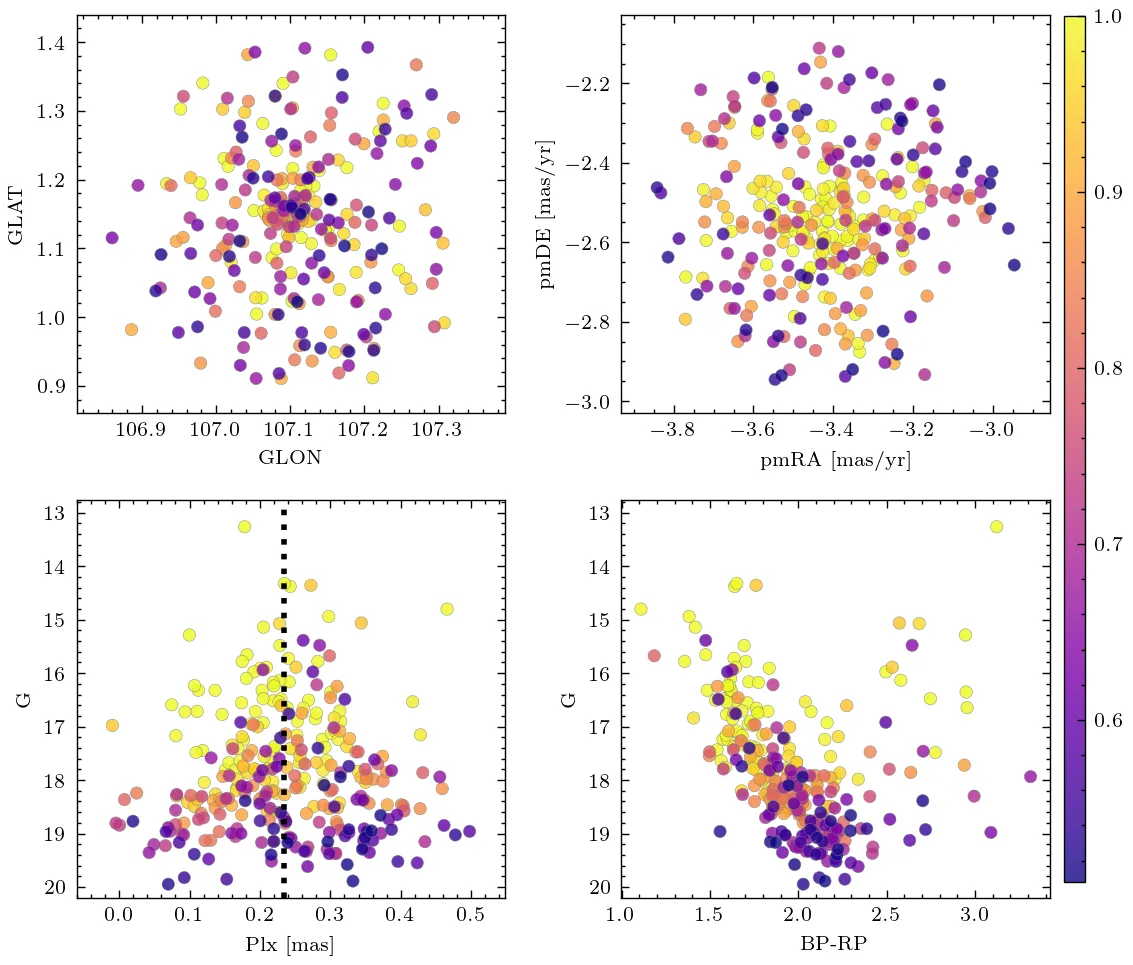 1.4
1.3
1.2
1.1
1.0
0.9
GLAT
106.9 107.0 107.1 107.2 107.3
GLON
−2.2
−2.4
−2.6
−2.8
−3.0
pmDE [mas/yr]
−3.8 −3.6 −3.4 −3.2 −3.0
pmRA [mas/yr]
1.0
0.9
0.8
0.7
0.6
13
14
15
16
17
18
19
20
G
0.0 0.1 0.2 0.3 0.4 0.5
Plx [mas]
13
14
15
16
17
18
19
20
G
1.0 1.5 2.0 2.5 3.0
BP-RP